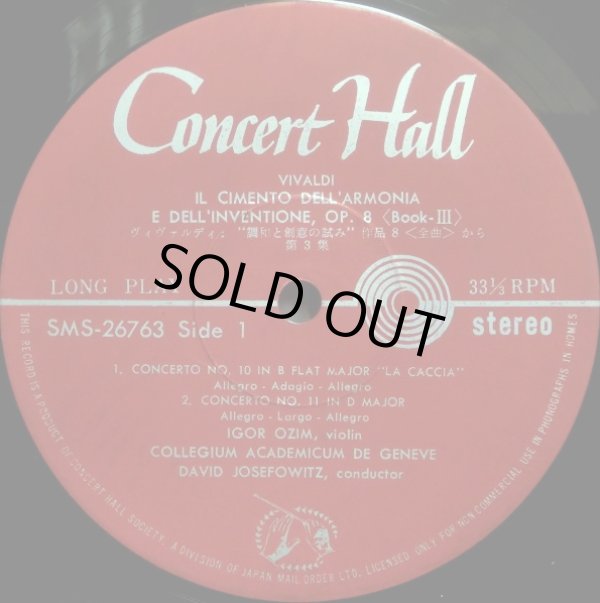 Concert Hall
VIVALDI
IL CIMENTO DELL'ARMONIA
E DELL'INVENTIONE, OP. 8 〈Book-III〉
ヴィヴァルディ: "調和と創意の試み" 作品 8 〈全曲〉 から
第 3 集
LONG PLA
33⅓ RPM
SOLD OUT
SMS-26763 Side 1
stereo
1. CONCERTO NO. 10 IN B FLAT MAJOR "LA CACCIA"
Allegro - Adagio - Allegro
2. CONCERTO NO. 11 IN D MAJOR
Allegro - Largo - Allegro
IGOR OZIM, violin
COLLEGIUM ACADEMICUM DE GENEVE
DAVID JOSEFOWITZ, conductor
THIS RECORD IS A PRODUCT OF CONCERT HALL SOCIETY, A DIVISION OF JAPAN MAIL ORDER LTD. LICENSED ONLY FOR NON-COMMERCIAL USE ON PHONOGRAPHS IN HOMES